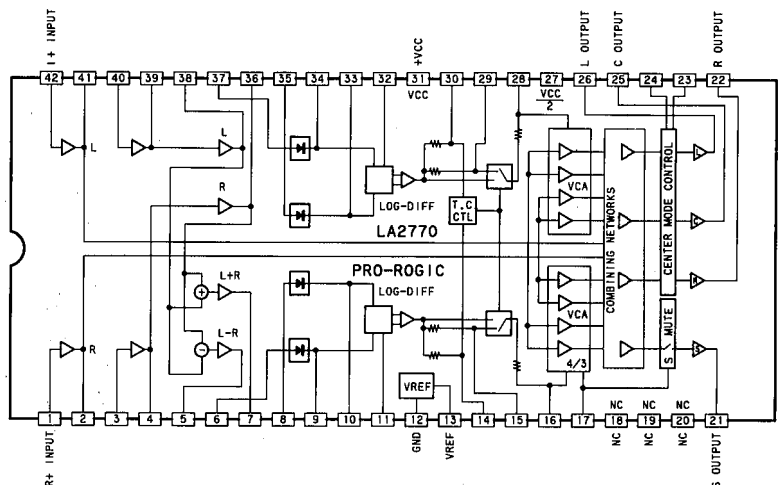 I+ INPUT
+VCC
L OUTPUT
C OUTPUT
R OUTPUT
42 41 40 39 38 37 36 35 34 33 32 31 30 29 28 27 26 25 24 23 22
VCC
VCC
2
L
L
R
LOG-DIFF
T.C
CTL
VCA
COMBINING NETWORKS
CENTER MODE CONTROL
L
C
R
LA2770
PRO-ROGIC
LOG-DIFF
L+R
+
L-R
−
R
VREF
VCA
4/3
S MUTE
S
1 2 3 4 5 6 7 8 9 10 11 12 13 14 15 16 17 18 19 20 21
NC NC NC
R+ INPUT
GND
VREF
NC
NC
NC
S OUTPUT